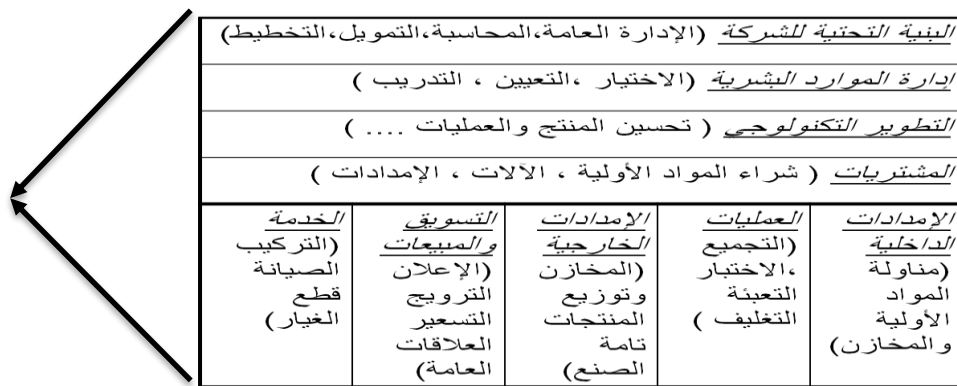 البنية التحتية للشركة (الإدارة العامة،المحاسبة،التمويل،التخطيط)
إدارة الموارد البشرية (الاختيار ،التعيين ، التدريب )
التطوير التكنولوجي ( تحسين المنتج والعمليات .... )
المشتريات ( شراء المواد الأولية ، الآلات ، الإمدادات )
الإمدادات
الداخلية
(مناولة
المواد
الأولية
والمخازن)
العمليات
(التجميع
،الاختبار
التعبئة
التغليف )
الإمدادات
الخارجية
(المخازن
وتوزيع
المنتجات
تامة
الصنع)
التسويق
والمبيعات
(الإعلان
الترويج
التسعير
العلاقات
العامة)
الخدمة
(التركيب
الصيانة
قطع
الغيار)